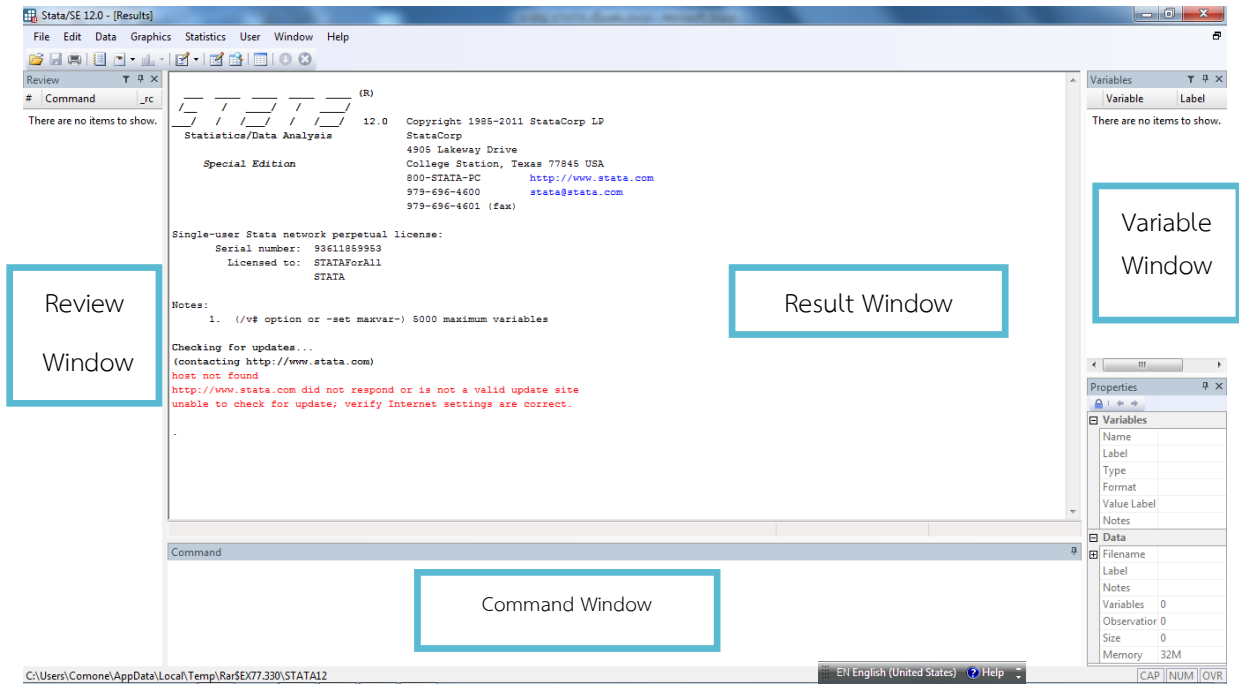 Stata/SE 12.0 - [Results]
File Edit Data Graphics Statistics User Window Help
Review
# Command _rc
There are no items to show.
(R)
12.0 Copyright 1985-2011 StataCorp LP
Statistics/Data Analysis StataCorp
4905 Lakeway Drive
Special Edition College Station, Texas 77845 USA
800-STATA-PC http://www.stata.com
979-696-4600 stata@stata.com
979-696-4601 (fax)
Single-user Stata network perpetual license:
Serial number: 93611859953
Licensed to: STATAForAll
STATA
Notes:
1. (/v# option or -set maxvar-) 5000 maximum variables
Checking for updates...
(contacting http://www.stata.com)
host not found
http://www.stata.com did not respond or is not a valid update site
unable to check for update; verify Internet settings are correct.
.
Review
Window
Result Window
Variables
Variable Label
There are no items to show.
Variable
Window
Properties
Variables
Name
Label
Type
Format
Value Label
Notes
Data
Filename
Label
Notes
Variables 0
Observatior 0
Size 0
Memory 32M
Command
Command Window
C:\Users\Comone\AppData\Local\Temp\Rar$EX77.330\STATA12
EN English (United States) Help
CAP NUM OVR